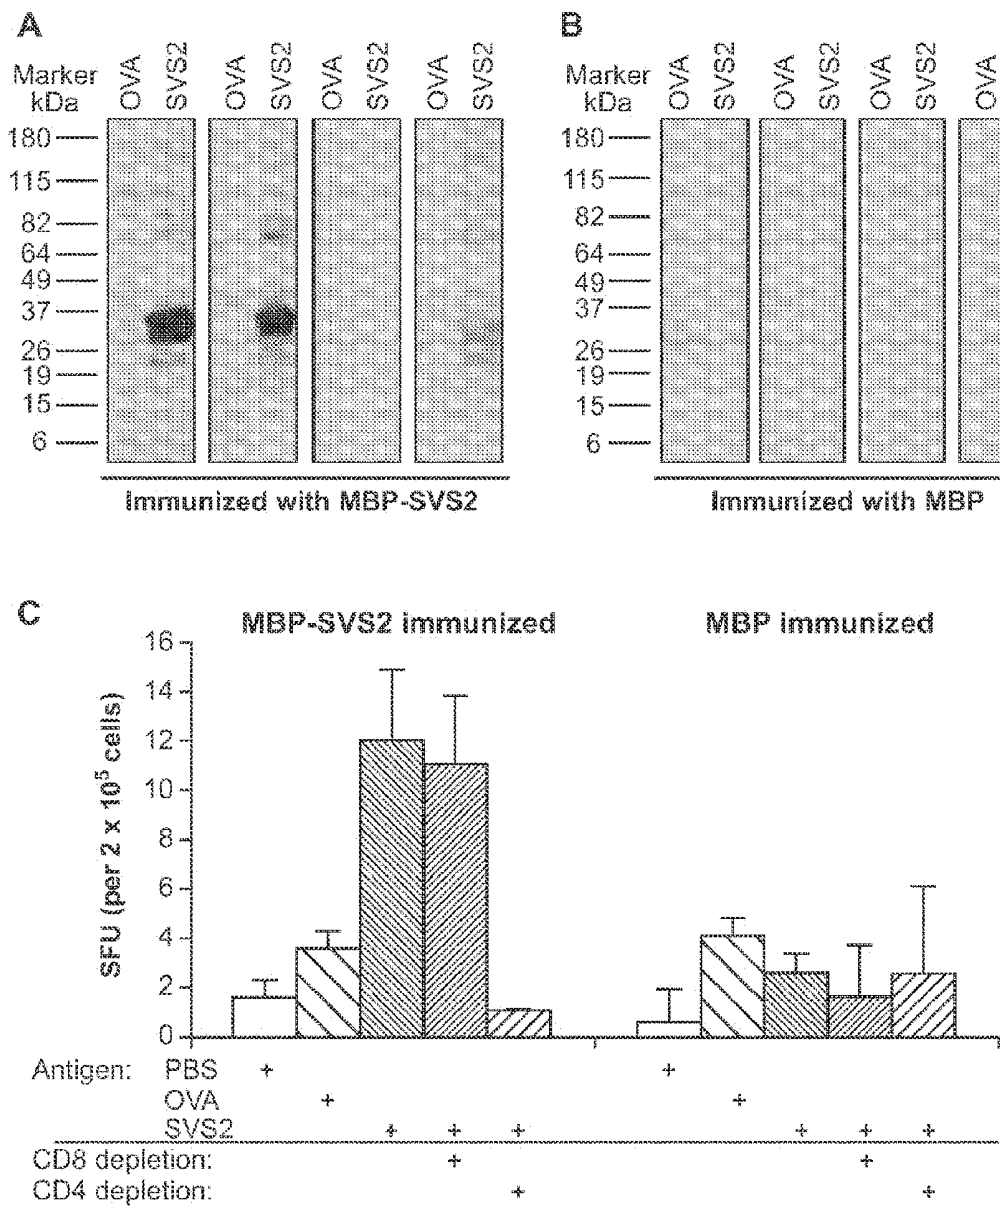 A
B
Marker
kDa
OVA SVS2 OVA SVS2 OVA SVS2 OVA SVS2
180
115
82
64
49
37
26
19
15
6
Immunized with MBP-SVS2
Marker
kDa
OVA SVS2 OVA SVS2 OVA SVS2 OVA
180
115
82
64
49
37
26
19
15
6
Immunized with MBP
C
MBP-SVS2 immunized
MBP immunized
SFU (per 2 x 10⁵ cells)
16
14
12
10
8
6
4
2
0
Antigen: PBS + +
OVA + +
SVS2 + + + + + +
CD8 depletion: + +
CD4 depletion: + +